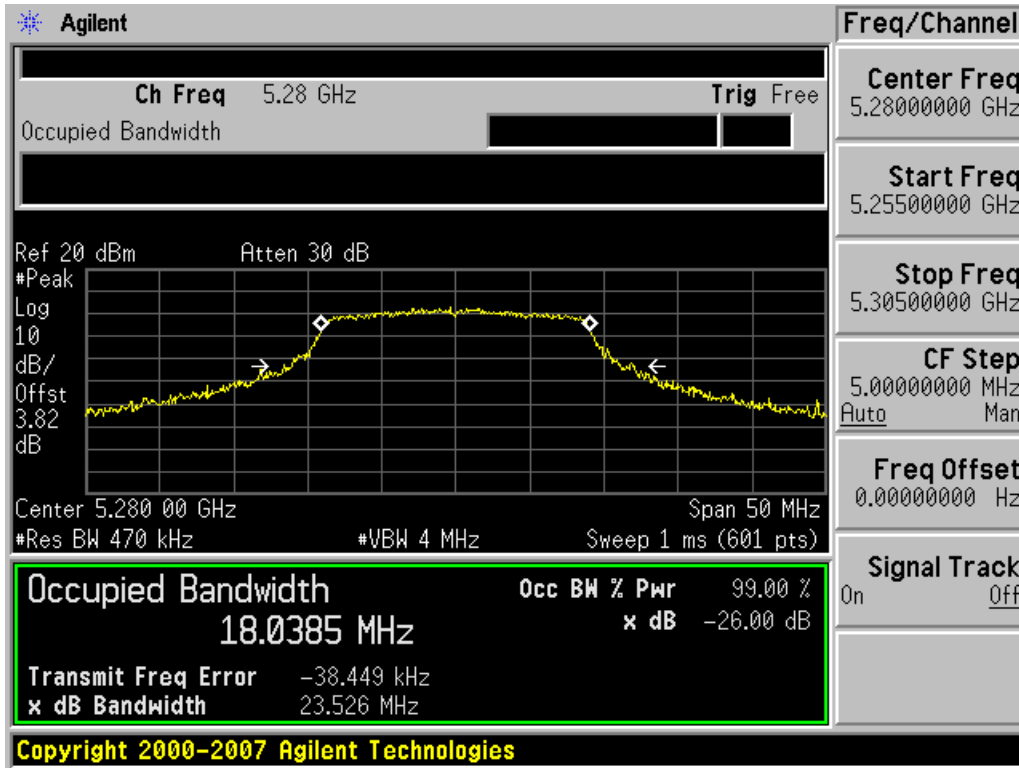 Agilent
Freq/Channel
Ch Freq 5.28 GHz Trig Free
Occupied Bandwidth
Center Freq
5.28000000 GHz
Start Freq
5.25500000 GHz
Stop Freq
5.30500000 GHz
CF Step
5.00000000 MHz
Auto Man
Freq Offset
0.00000000 Hz
Signal Track
On Off
Ref 20 dBm Atten 30 dB
#Peak
Log
10
dB/
Offst
3.82
dB
Center 5.280 00 GHz Span 50 MHz
#Res BW 470 kHz #VBW 4 MHz Sweep 1 ms (601 pts)
Occupied Bandwidth Occ BW % Pwr 99.00 %
18.0385 MHz x dB -26.00 dB
Transmit Freq Error -38.449 kHz
x dB Bandwidth 23.526 MHz
Copyright 2000-2007 Agilent Technologies